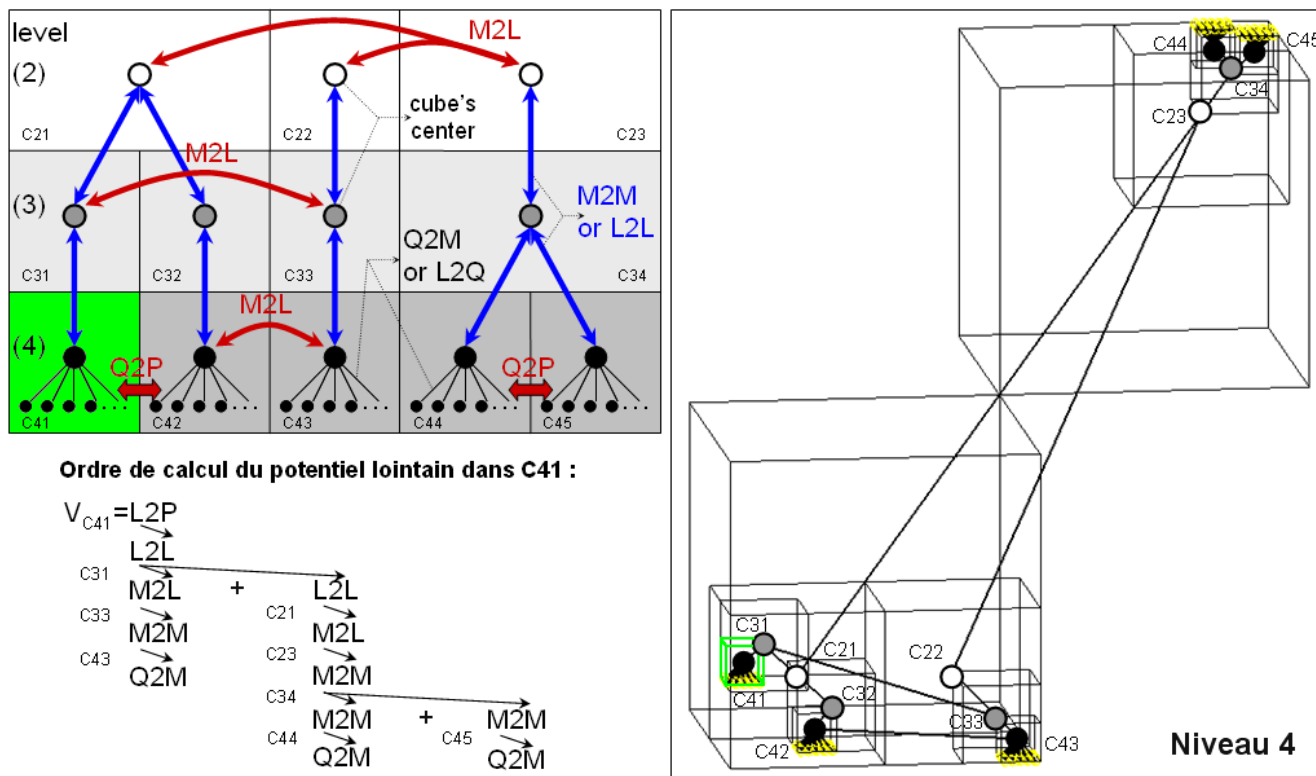 level
M2L
(2)
cube's
center
C21
C22
C23
M2L
(3)
M2M
or L2L
Q2M
or L2Q
C31
C32
C33
C34
M2L
(4)
Q2P
Q2P
C41
C42
C43
C44
C45
Ordre de calcul du potentiel lointain dans C41 :
V C41 =L2P
L2L
C31
M2L + L2L
C33 C21
M2M M2L
C43 C23
Q2M M2M
C34
M2M + M2M
C44 C45
Q2M Q2M
C44
C45
C34
C23
C31
C21
C22
C32
C41
C33
C42
C43
Niveau 4